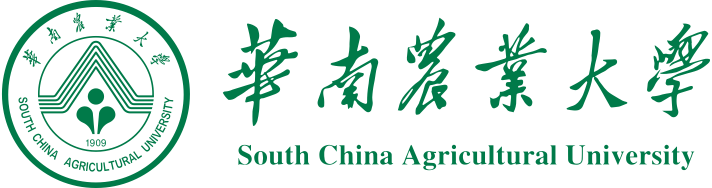 華南農業大學
SOUTH CHINA AGRICULTURAL UNIVERSITY
1909
華南農業大學
South China Agricultural University